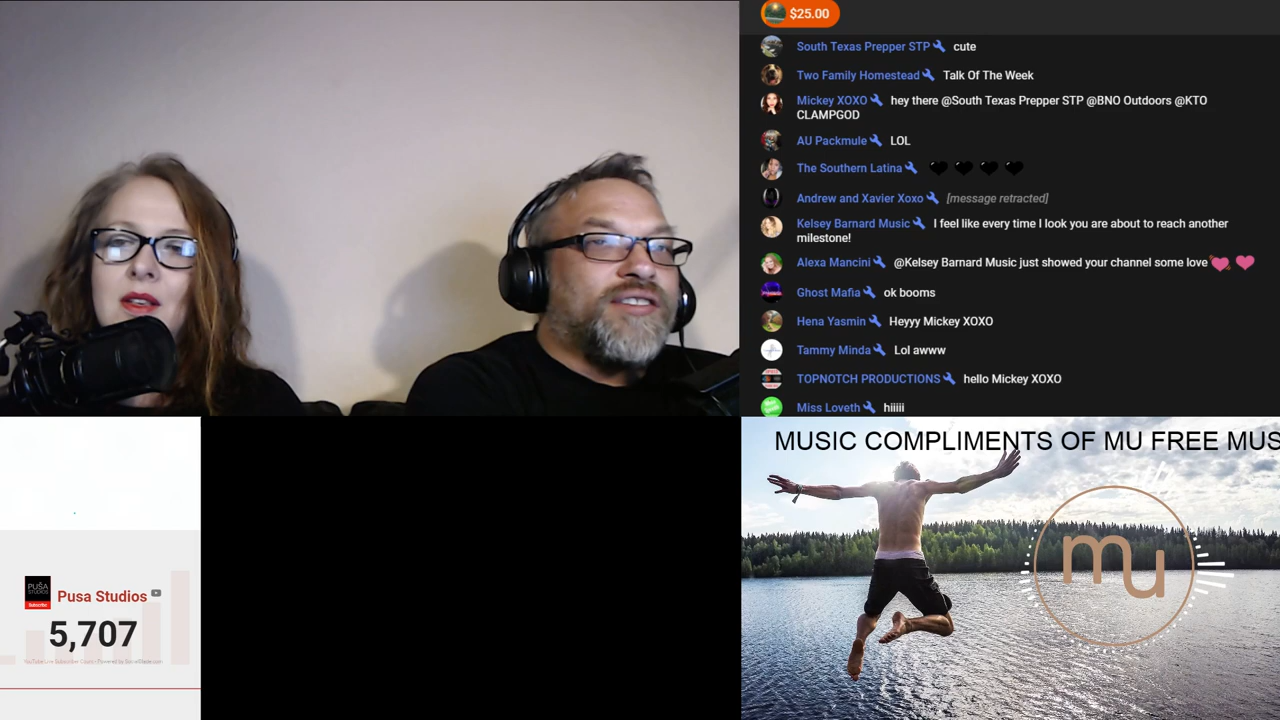 $25.00
South Texas Prepper STP cute
Two Family Homestead Talk Of The Week
Mickey XOXO hey there @South Texas Prepper STP @BNO Outdoors @KTO
CLAMPGOD
AU Packmule LOL
The Southern Latina
Andrew and Xavier Xoxo [message retracted]
Kelsey Barnard Music I feel like every time I look you are about to reach another
milestone!
Alexa Mancini @Kelsey Barnard Music just showed your channel some love
Ghost Mafia ok booms
Hena Yasmin Heyyy Mickey XOXO
Tammy Minda Lol awww
TOPNOTCH PRODUCTIONS hello Mickey XOXO
Miss Loveth hiiiii
MUSIC COMPLIMENTS OF MU FREE MUS
mu
PUŠA
STUDIOS
Subscribe
Pusa Studios
5,707